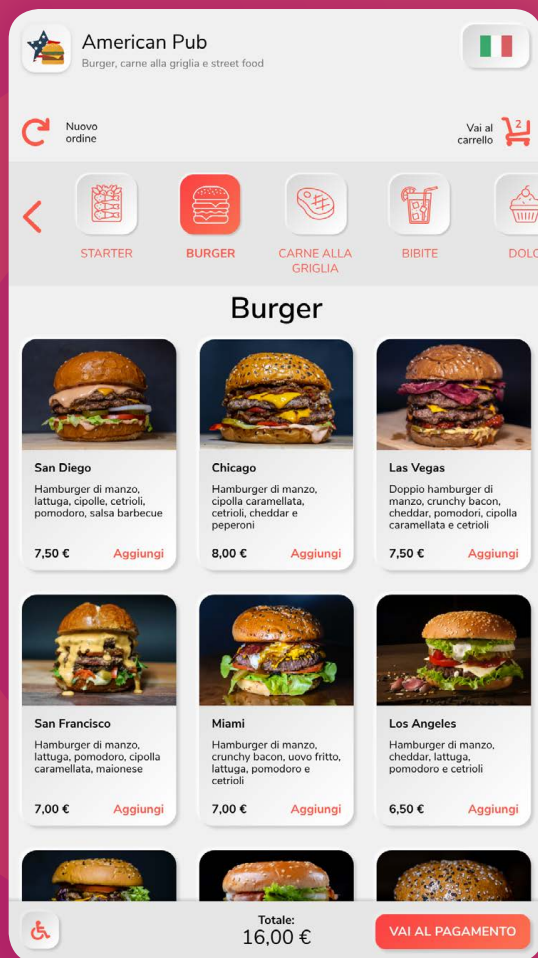 American Pub
Burger, carne alla griglia e street food
Nuovo
ordine
Vai al
carrello
2
STARTER
BURGER
CARNE ALLA
GRIGLIA
BIBITE
DOLC
Burger
San Diego
Hamburger di manzo,
lattuga, cipolle, cetrioli,
pomodoro, salsa barbecue
7,50 €
Aggiungi
Chicago
Hamburger di manzo,
cipolla caramellata,
cetrioli, cheddar e
peperoni
8,00 €
Aggiungi
Las Vegas
Doppio hamburger di
manzo, crunchy bacon,
cheddar, pomodori, cipolla
caramellata e cetrioli
7,50 €
Aggiungi
San Francisco
Hamburger di manzo,
lattuga, pomodoro, cipolla
caramellata, maionese
7,00 €
Aggiungi
Miami
Hamburger di manzo,
crunchy bacon, uovo fritto,
lattuga, pomodoro e
cetrioli
7,00 €
Aggiungi
Los Angeles
Hamburger di manzo,
cheddar, lattuga,
pomodoro e cetrioli
6,50 €
Aggiungi
Totale:
16,00 €
VAI AL PAGAMENTO